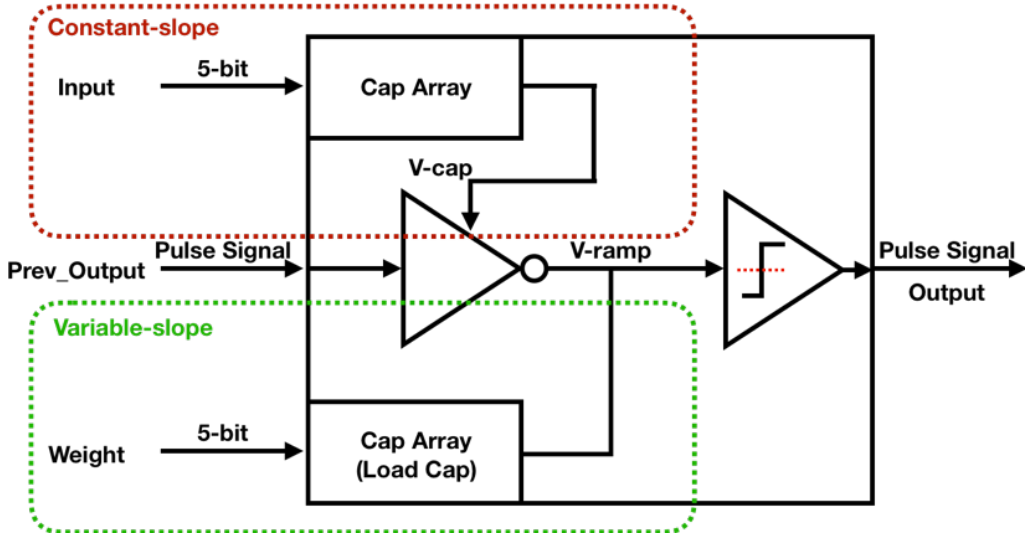 Constant-slope
5-bit
Input
Cap Array
V-cap
Pulse Signal
V-ramp
Pulse Signal
Prev_Output
Output
Variable-slope
5-bit
Weight
Cap Array
(Load Cap)